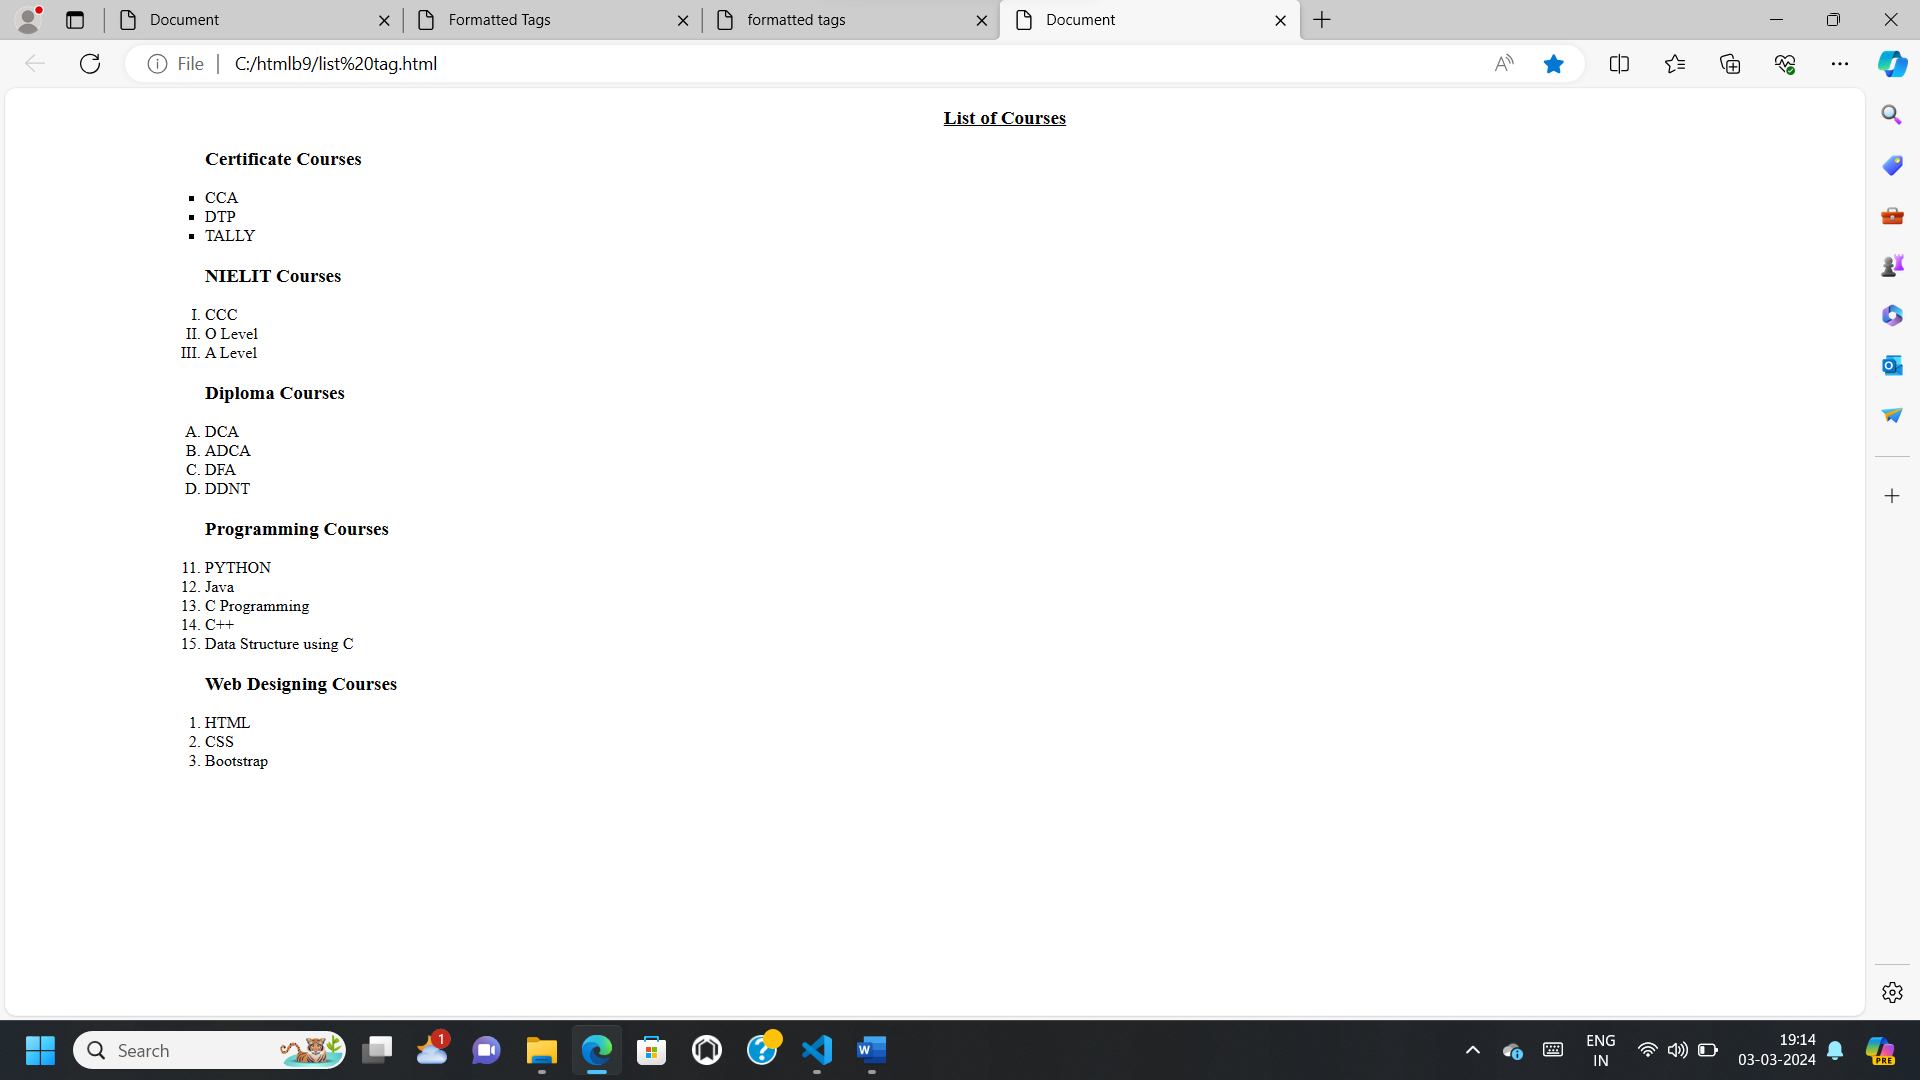 Document
Formatted Tags
formatted tags
Document
File
C:/htmlb9/list%20tag.html
List of Courses
Certificate Courses
▪ CCA
▪ DTP
▪ TALLY
NIELIT Courses
I. CCC
II. O Level
III. A Level
Diploma Courses
A. DCA
B. ADCA
C. DFA
D. DDNT
Programming Courses
11. PYTHON
12. Java
13. C Programming
14. C++
15. Data Structure using C
Web Designing Courses
1. HTML
2. CSS
3. Bootstrap
Search
1
ENG
IN
19:14
03-03-2024
PRE